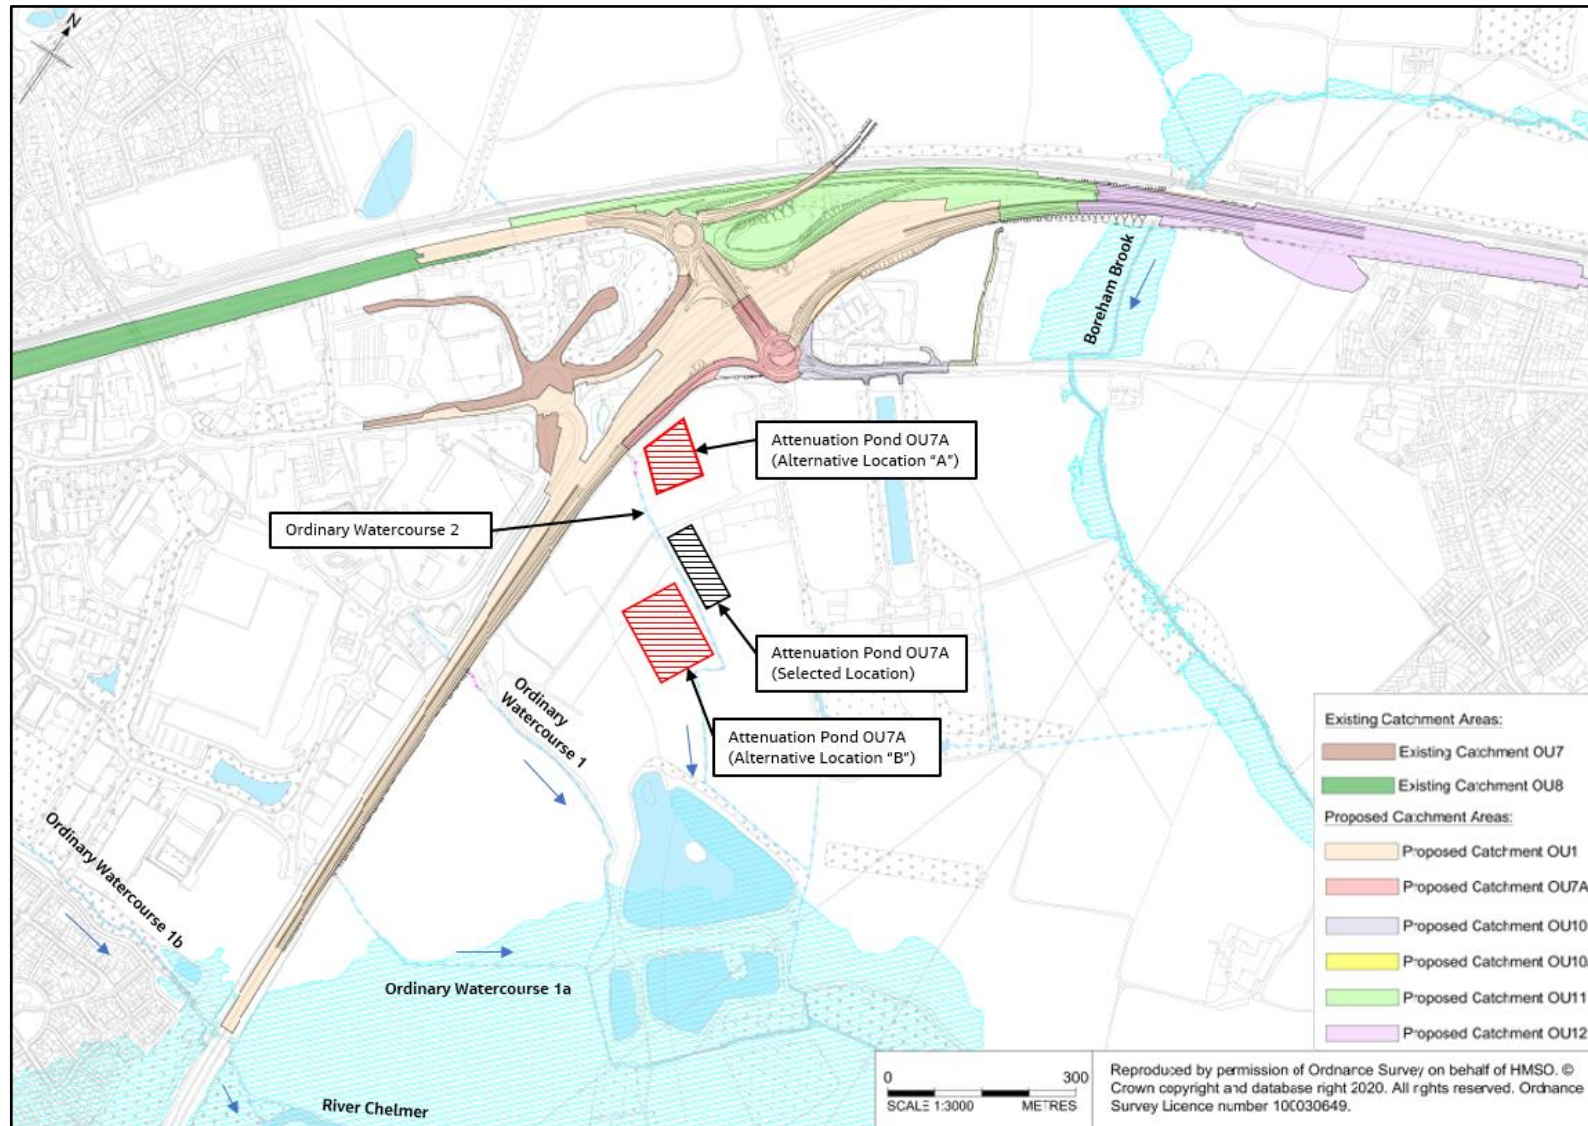 N
Boreham Brook
Attenuation Pond OU7A
(Alternative Location “A”)
Ordinary Watercourse 2
Attenuation Pond OU7A
(Selected Location)
Ordinary
Watercourse 1
Attenuation Pond OU7A
(Alternative Location “B”)
Ordinary Watercourse 1b
Ordinary Watercourse 1a
River Chelmer
Existing Catchment Areas:
Existing Catchment OU7
Existing Catchment OU8
Proposed Catchment Areas:
Proposed Catchment OU1
Proposed Catchment OU7A
Proposed Catchment OU10
Proposed Catchment OU10
Proposed Catchment OU11
Proposed Catchment OU12
0 300
SCALE 1:3000 METRES
Reproduced by permission of Ordnance Survey on behalf of HMSO. ©
Crown copyright and database right 2020. All rights reserved. Ordnance
Survey Licence number 100030649.